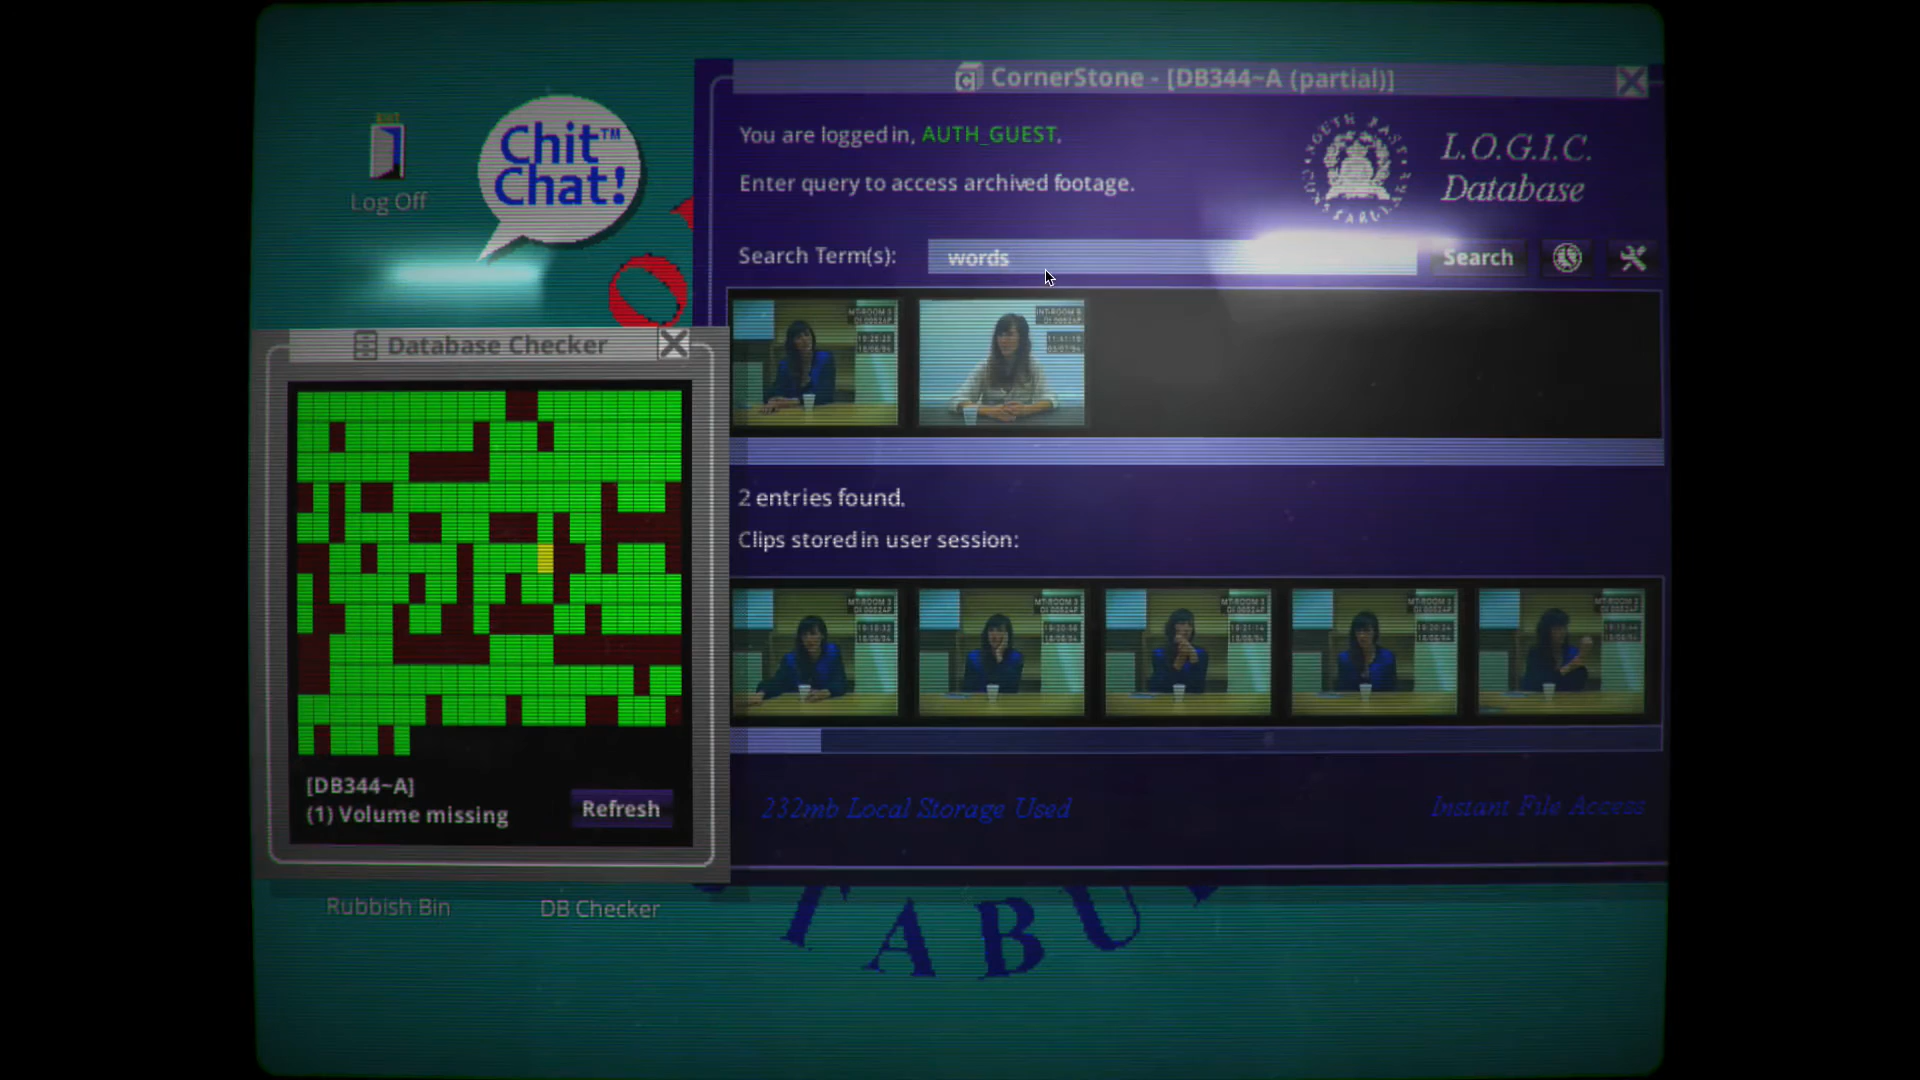 CornerStone - [DB344~A (partial)]
You are logged in, AUTH_GUEST.
Enter query to access archived footage.
L.O.G.I.C.
Database
EXIT
Log Off
Chit™
Chat!
Search Term(s):
words
Search
Database Checker
2 entries found.
Clips stored in user session:
[DB344~A]
(1) Volume missing
Refresh
232mb Local Storage Used
Instant File Access
Rubbish Bin
DB Checker
TABU